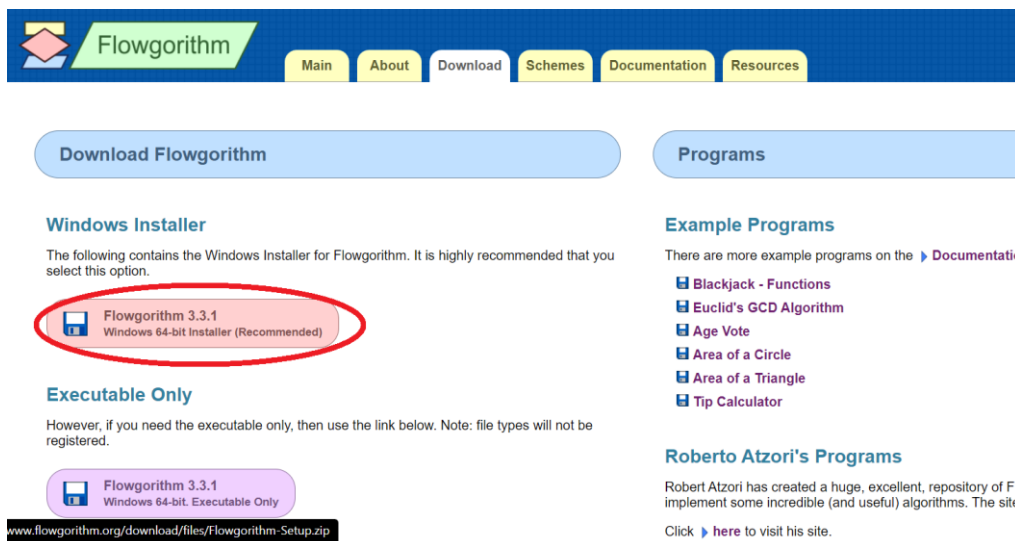 Flowgorithm
Main About Download Schemes Documentation Resources
Download Flowgorithm
Windows Installer
The following contains the Windows Installer for Flowgorithm. It is highly recommended that you
select this option.
Flowgorithm 3.3.1
Windows 64-bit Installer (Recommended)
Executable Only
However, if you need the executable only, then use the link below. Note: file types will not be
registered.
Flowgorithm 3.3.1
Windows 64-bit. Executable Only
www.flowgorithm.org/download/files/Flowgorithm-Setup.zip
Programs
Example Programs
There are more example programs on the Documentati
Blackjack - Functions
Euclid's GCD Algorithm
Age Vote
Area of a Circle
Area of a Triangle
Tip Calculator
Roberto Atzori's Programs
Robert Atzori has created a huge, excellent, repository of F
implement some incredible (and useful) algorithms. The site
Click here to visit his site.